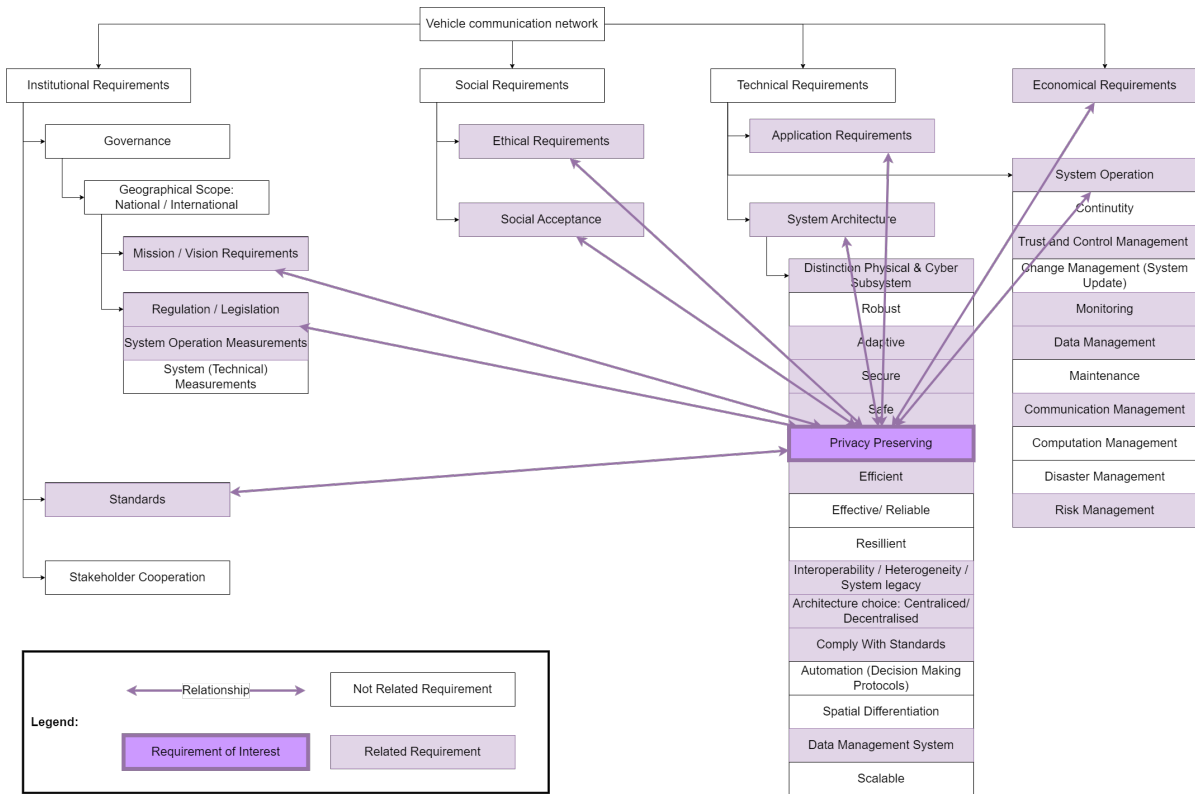 Vehicle communication network
Institutional Requirements
Social Requirements
Technical Requirements
Economical Requirements
Governance
Geographical Scope:
National / International
Mission / Vision Requirements
Regulation / Legislation
System Operation Measurements
System (Technical)
Measurements
Standards
Stakeholder Cooperation
Ethical Requirements
Social Acceptance
Application Requirements
System Architecture
Distinction Physical & Cyber
Subsystem
Robust
Adaptive
Secure
Safe
Privacy Preserving
Efficient
Effective/ Reliable
Resillient
Interoperability / Heterogeneity /
System legacy
Architecture choice: Centraliced/
Decentralised
Comply With Standards
Automation (Decision Making
Protocols)
Spatial Differentiation
Data Management System
Scalable
System Operation
Continutity
Trust and Control Management
Change Management (System
Update)
Monitoring
Data Management
Maintenance
Communication Management
Computation Management
Disaster Management
Risk Management
Legend:
Relationship
Not Related Requirement
Requirement of Interest
Related Requirement